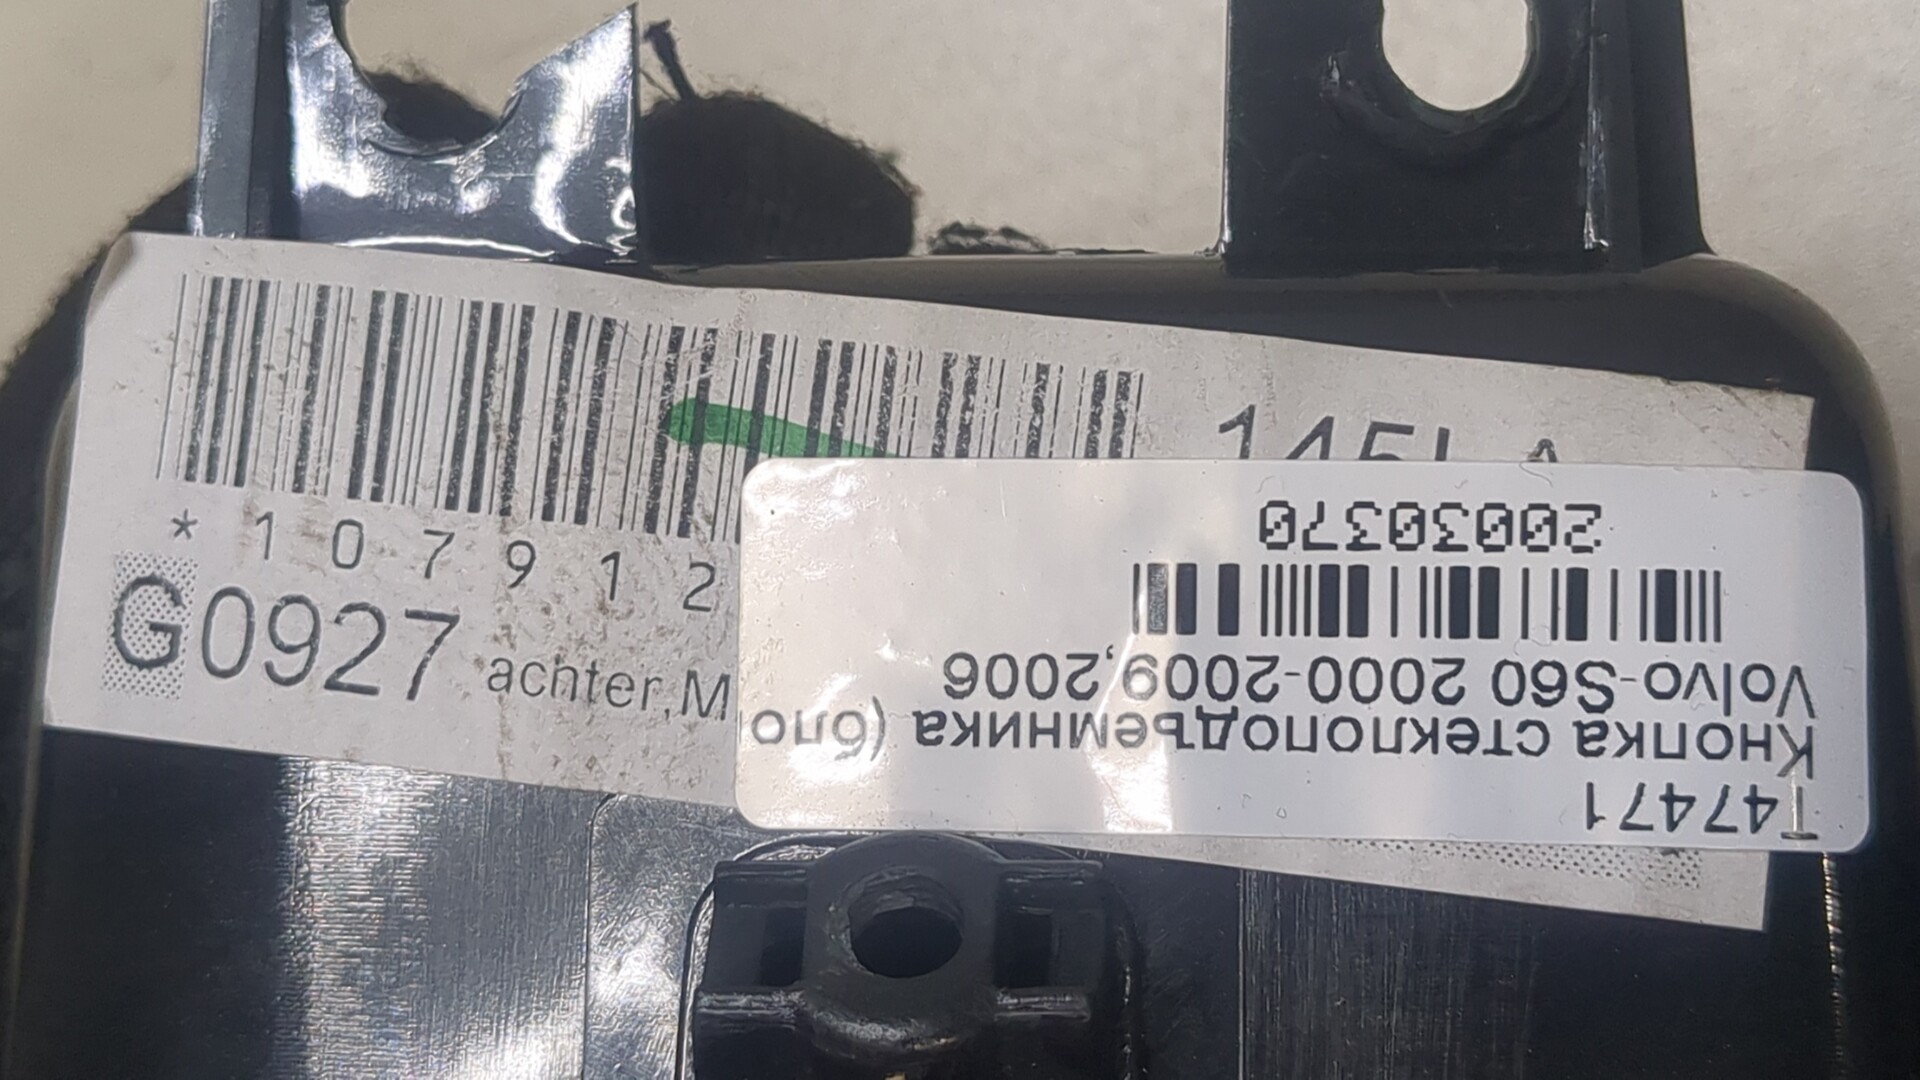 145LA
*107912
G0927 achter,M
T47471
Кнопка стеклоподъемника (бло
Volvo-S60 2000-2009,2006
20030370